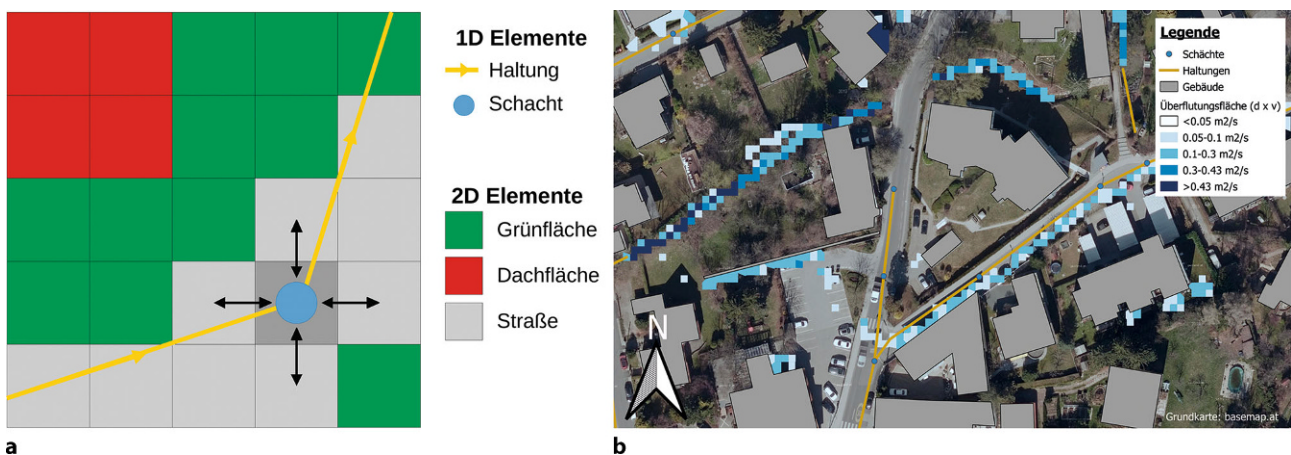 1D Elemente
Haltung
Schacht
2D Elemente
Grünfläche
Dachfläche
Straße
a
Legende
Schächte
Haltungen
Gebäude
Überflutungsfläche (d x v)
<0.05 m2/s
0.05-0.1 m2/s
0.1-0.3 m2/s
0.3-0.43 m2/s
>0.43 m2/s
N
Grundkarte: basemap.at
b